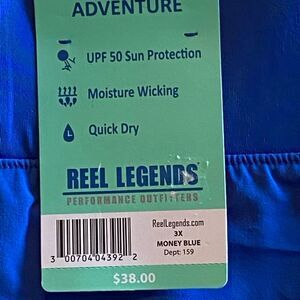 ADVENTURE
UPF 50 Sun Protection
Moisture Wicking
Quick Dry
REEL LEGENDS
PERFORMANCE OUTFITTERS
ReelLegends.com
3X
MONEY BLUE
Dept: 159
3 00704 04392 2
$38.00